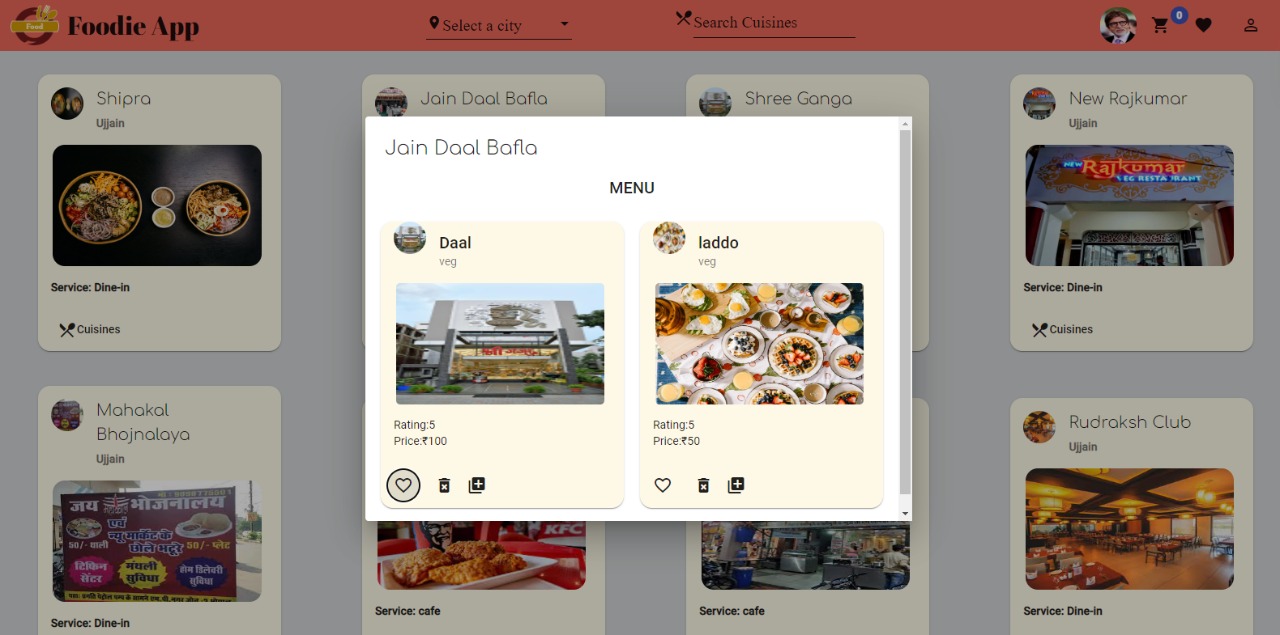 Food
Foodie App
Select a city
Search Cuisines
0
Shipra
Ujjain
Service: Dine-in
Cuisines
Jain Daal Bafla
Shree Ganga
New Rajkumar
Ujjain
NEW Rajkumar
VEG RESTAURANT
Service: Dine-in
Cuisines
Jain Daal Bafla
MENU
Daal
veg
Rating:5
Price:₹100
laddo
veg
Rating:5
Price:₹50
Mahakal
Bhojnalaya
Ujjain
जय भोजनालय
एवं
न्यू मार्केट के
छोले भटूरे
50/- थाली
50/- प्लेट
टिफिन
सेंटर
मंथली
सुविधा
होम डिलेवरी
सुविधा
Service: Dine-in
KFC
Service: cafe
Service: cafe
Rudraksh Club
Ujjain
Service: Dine-in